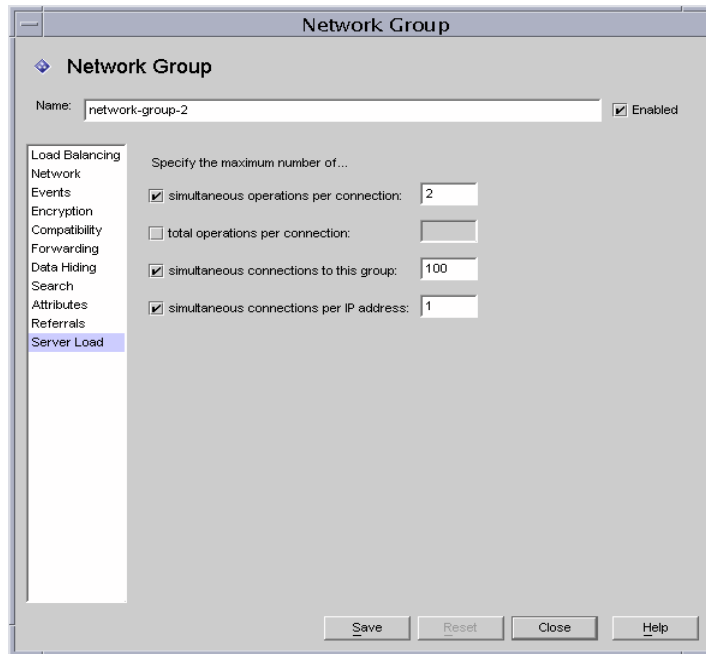 Network Group
Network Group
Name: network-group-2 Enabled
Load Balancing
Network
Events
Encryption
Compatibility
Forwarding
Data Hiding
Search
Attributes
Referrals
Server Load
Specify the maximum number of...
simultaneous operations per connection: 2
total operations per connection:
simultaneous connections to this group: 100
simultaneous connections per IP address: 1
Save Reset Close Help